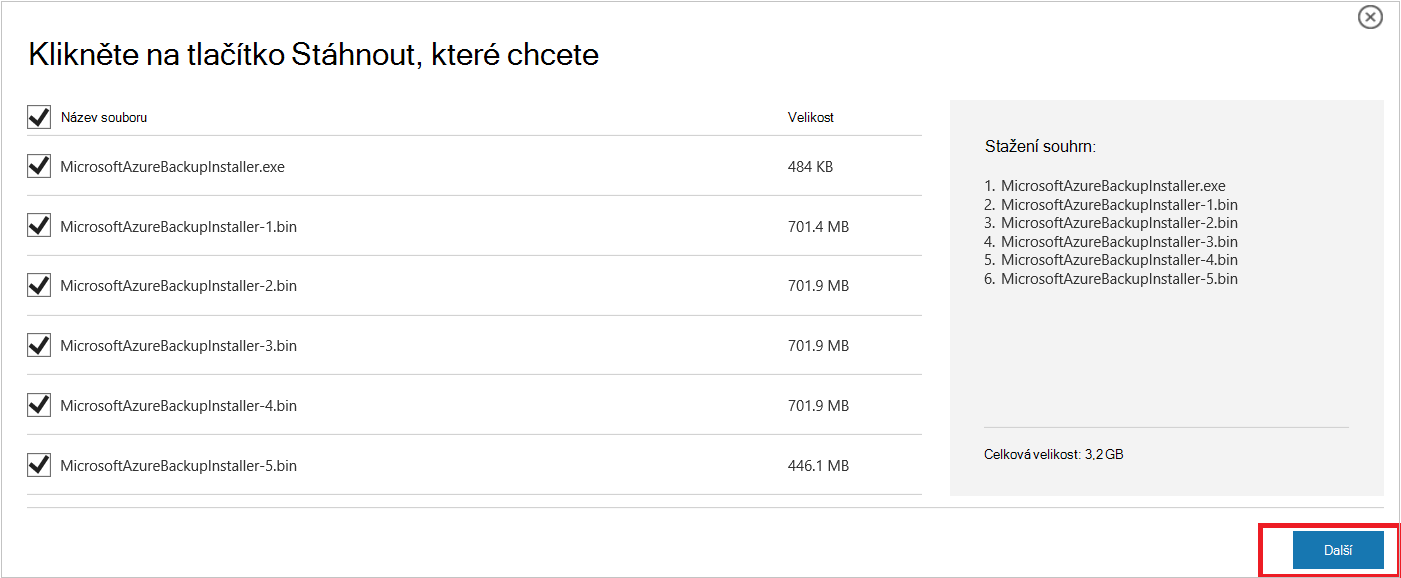 Klikněte na tlačítko Stáhnout, které chcete
Název souboru Velikost
MicrosoftAzureBackupInstaller.exe 484 KB
MicrosoftAzureBackupInstaller-1.bin 701.4 MB
MicrosoftAzureBackupInstaller-2.bin 701.9 MB
MicrosoftAzureBackupInstaller-3.bin 701.9 MB
MicrosoftAzureBackupInstaller-4.bin 701.9 MB
MicrosoftAzureBackupInstaller-5.bin 446.1 MB
Stažení souhrn:
1. MicrosoftAzureBackupInstaller.exe
2. MicrosoftAzureBackupInstaller-1.bin
3. MicrosoftAzureBackupInstaller-2.bin
4. MicrosoftAzureBackupInstaller-3.bin
5. MicrosoftAzureBackupInstaller-4.bin
6. MicrosoftAzureBackupInstaller-5.bin
Celková velikost: 3,2 GB
Další